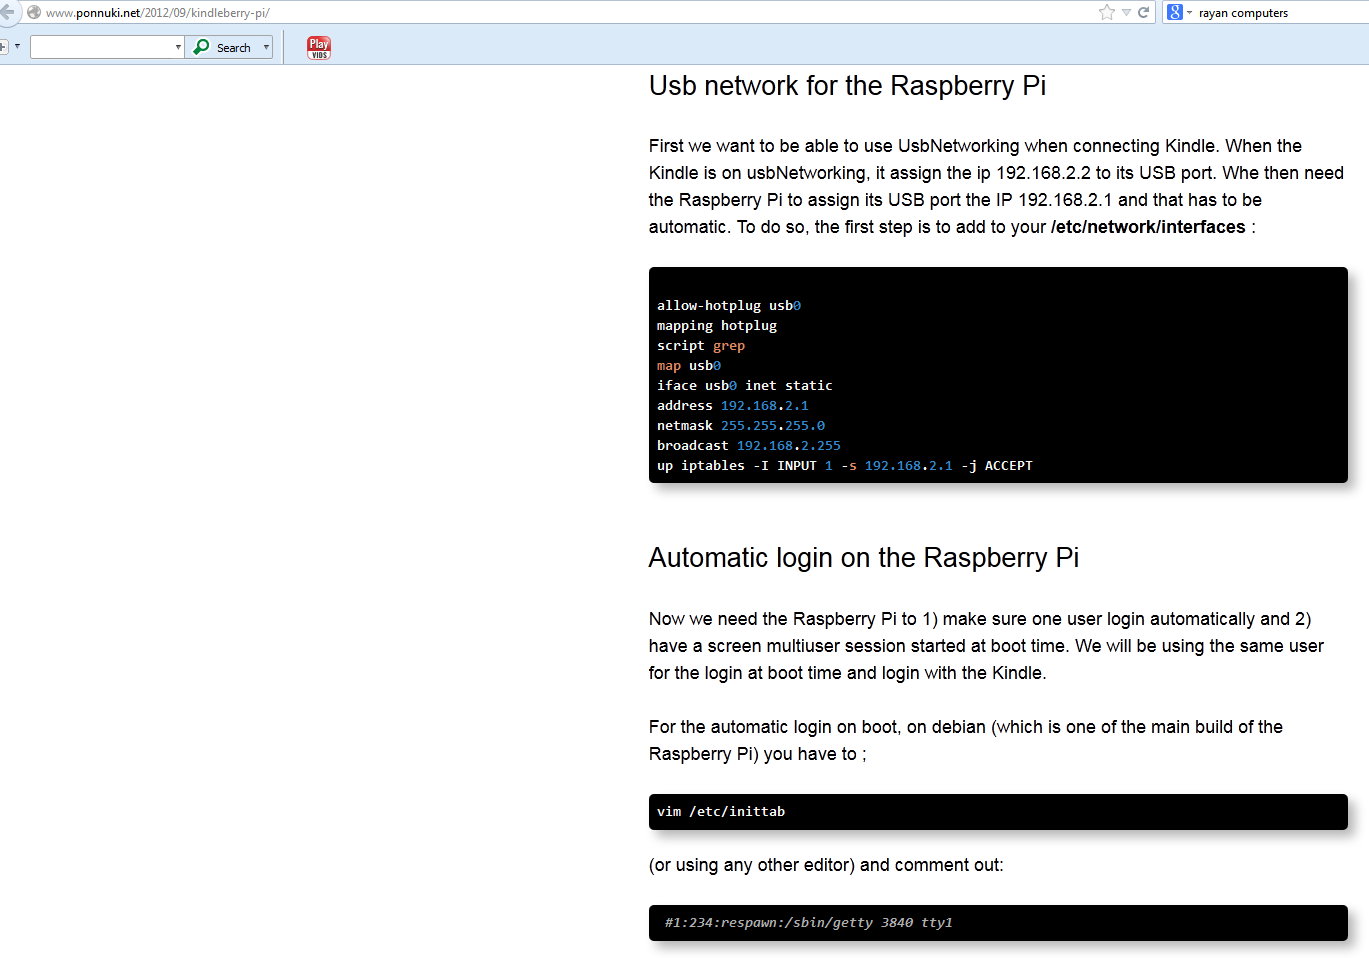 www.ponnuki.net/2012/09/kindleberry-pi/
8 rayan computers
Search
Play
VIDS
Usb network for the Raspberry Pi
First we want to be able to use UsbNetworking when connecting Kindle. When the
Kindle is on usbNetworking, it assign the ip 192.168.2.2 to its USB port. Whe then need
the Raspberry Pi to assign its USB port the IP 192.168.2.1 and that has to be
automatic. To do so, the first step is to add to your /etc/network/interfaces :
allow-hotplug usb0
mapping hotplug
script grep
map usb0
iface usb0 inet static
address 192.168.2.1
netmask 255.255.255.0
broadcast 192.168.2.255
up iptables -I INPUT 1 -s 192.168.2.1 -j ACCEPT
Automatic login on the Raspberry Pi
Now we need the Raspberry Pi to 1) make sure one user login automatically and 2)
have a screen multiuser session started at boot time. We will be using the same user
for the login at boot time and login with the Kindle.
For the automatic login on boot, on debian (which is one of the main build of the
Raspberry Pi) you have to ;
vim /etc/inittab
(or using any other editor) and comment out:
#1:234:respawn:/sbin/getty 3840 tty1